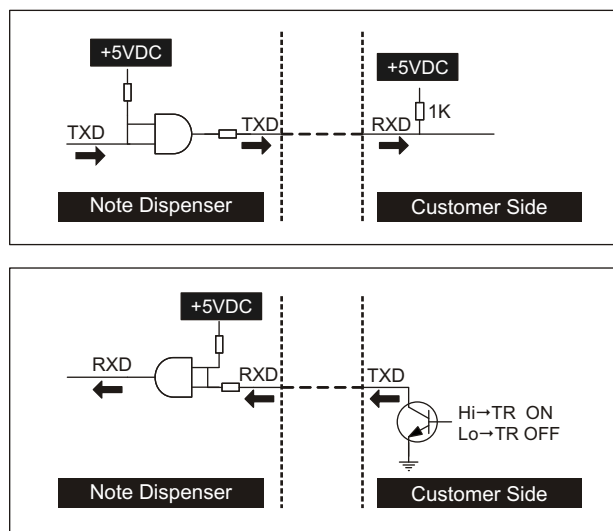 +5VDC
+5VDC
1K
TXD
TXD
RXD
Note Dispenser
Customer Side
+5VDC
RXD
RXD
TXD
Hi→TR ON
Lo→TR OFF
Note Dispenser
Customer Side